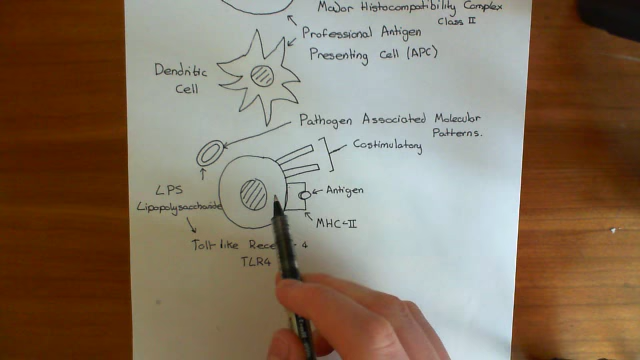 Major Histocompatibility Complex
Class II
Professional Antigen
Presenting Cell (APC)
Dendritic
Cell
Pathogen Associated Molecular
Patterns.
Costimulatory
LPS
Lipopolysaccharide
Antigen
MHC-II
Toll-like 4
TLR4